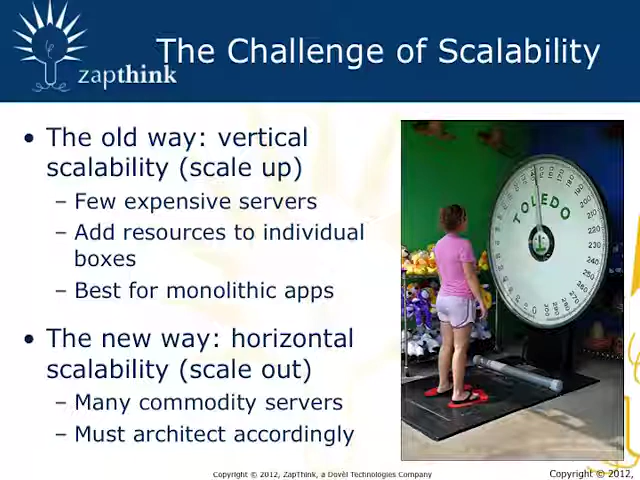 The Challenge of Scalability
zapthink
• The old way: vertical
scalability (scale up)
– Few expensive servers
– Add resources to individual
boxes
– Best for monolithic apps
• The new way: horizontal
scalability (scale out)
– Many commodity servers
– Must architect accordingly
TOLEDO
Copyright © 2012, ZapThink, a Dovèl Technologies Company
Copyright © 2012,